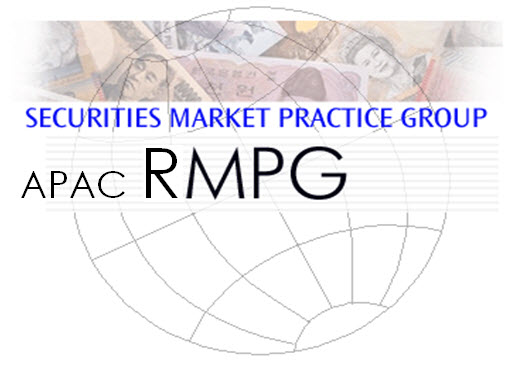 SECURITIES MARKET PRACTICE GROUP
APAC RMPG